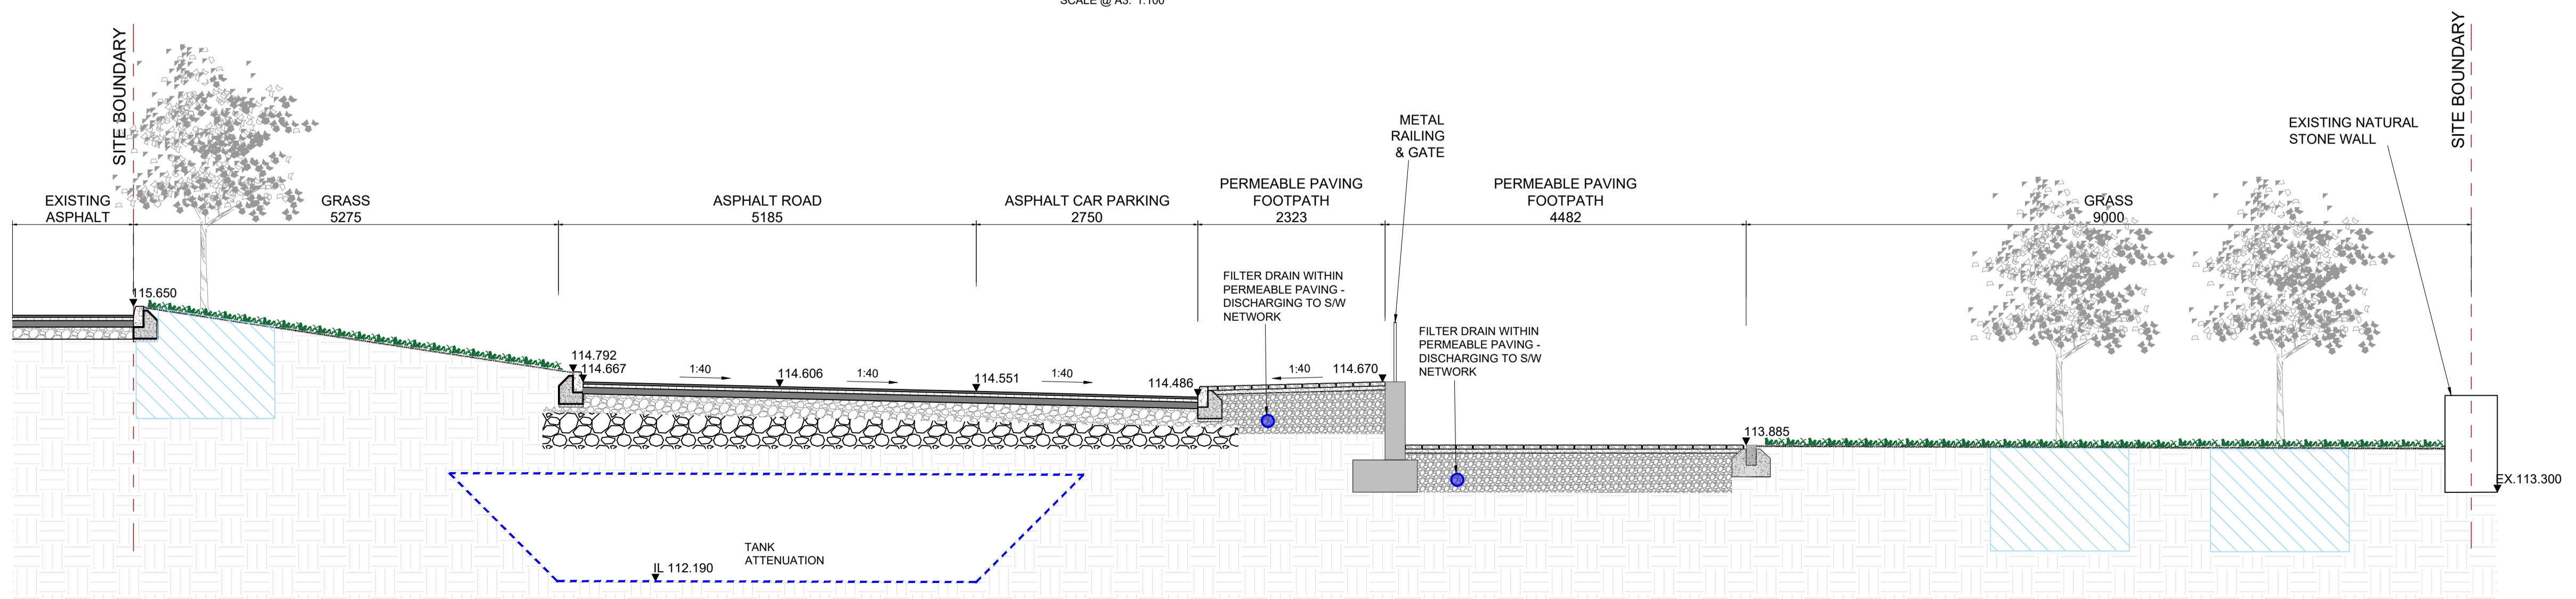 SCALE @ A3: 1:100
SITE BOUNDARY
SITE BOUNDARY
METAL
RAILING
& GATE
EXISTING NATURAL
STONE WALL
EXISTING
ASPHALT
GRASS
5275
ASPHALT ROAD
5185
ASPHALT CAR PARKING
2750
PERMEABLE PAVING
FOOTPATH
2323
PERMEABLE PAVING
FOOTPATH
4482
GRASS
9000
FILTER DRAIN WITHIN
PERMEABLE PAVING -
DISCHARGING TO S/W
NETWORK
FILTER DRAIN WITHIN
PERMEABLE PAVING -
DISCHARGING TO S/W
NETWORK
115.650
114.792
114.667
1:40
114.606
1:40
114.551
1:40
114.486
1:40
114.670
113.885
EX.113.300
TANK
ATTENUATION
IL 112.190